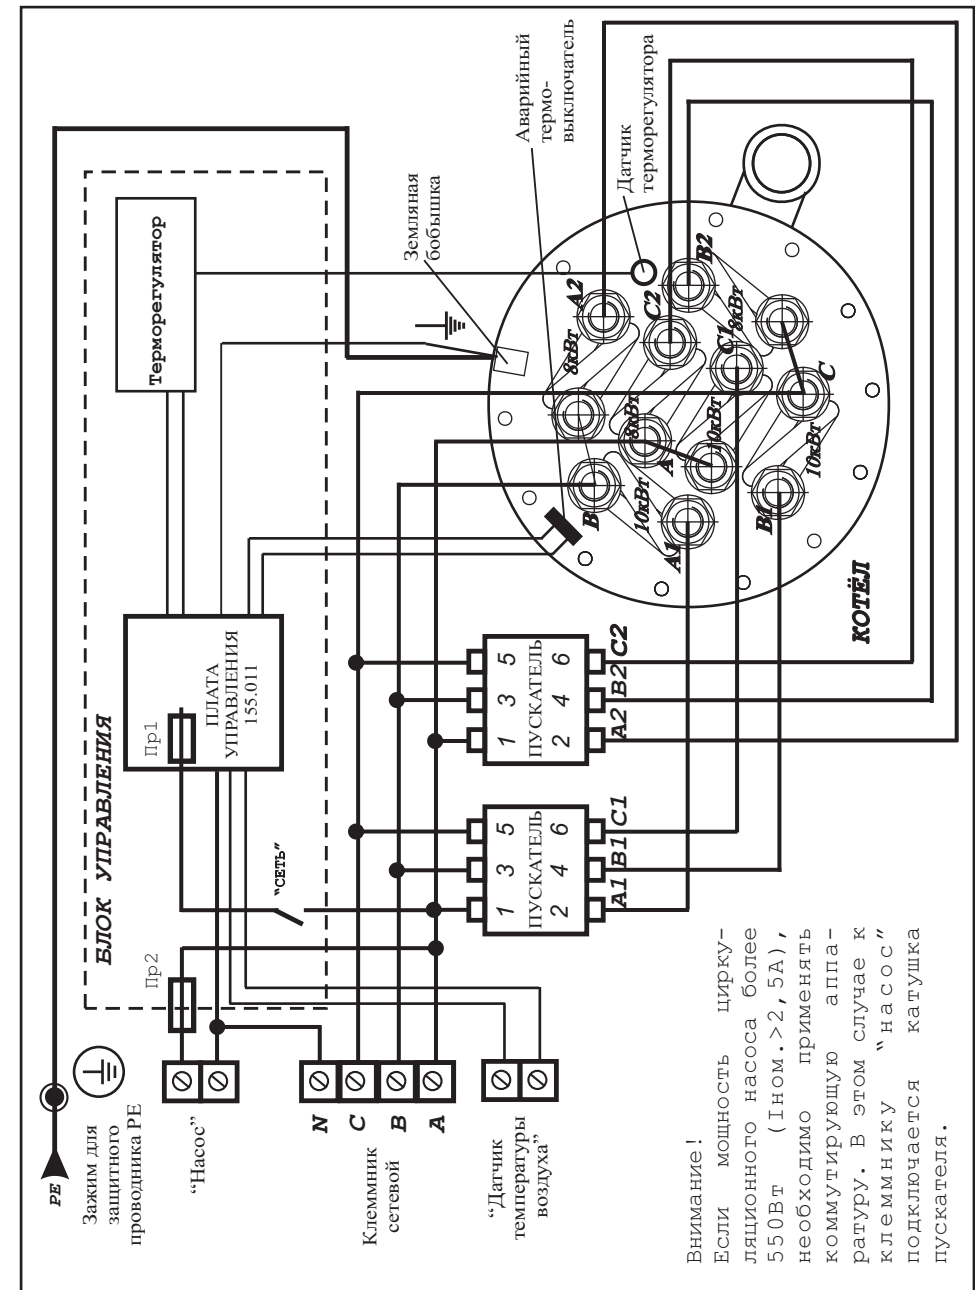 PE
Зажим для
защитного
проводника PE
БЛОК УПРАВЛЕНИЯ
Терморегулятор
Пр1
ПЛАТА
УПРАВЛЕНИЯ
155.011
Пр2
“СЕТЬ”
“Насос”
N
C
B
A
Клеммник
сетевой
“Датчик
температуры
воздуха”
1 3 5
ПУСКАТЕЛЬ
2 4 6
A1 B1 C1
1 3 5
ПУСКАТЕЛЬ
2 4 6
A2 B2 C2
Земляная
бобышка
Аварийный
термо-
выключатель
Датчик
терморегулятора
A2
C2
B2
8кВт
8кВт
8кВт
C1
C
A
B
10кВт
10кВт
10кВт
A1
B1
КОТЁЛ
Внимание!
Если мощность цирку-
ляционного насоса более
550Вт (Iном.>2,5А),
необходимо применять
коммутирующую аппа-
ратуру. В этом случае к
клеммнику “насос”
подключается катушка
пускателя.